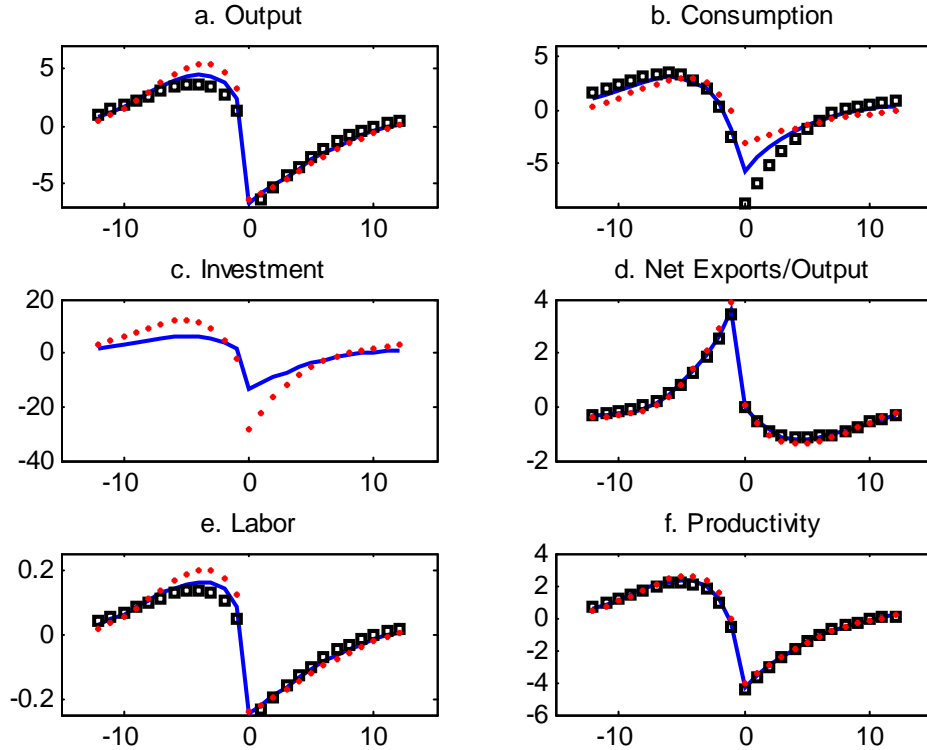 a. Output
5
0
-5
-10 0 10
b. Consumption
5
0
-5
-10 0 10
c. Investment
20
0
-20
-40
-10 0 10
d. Net Exports/Output
4
2
0
-2
-10 0 10
e. Labor
0.2
0
-0.2
-10 0 10
f. Productivity
4
2
0
-2
-4
-6
-10 0 10